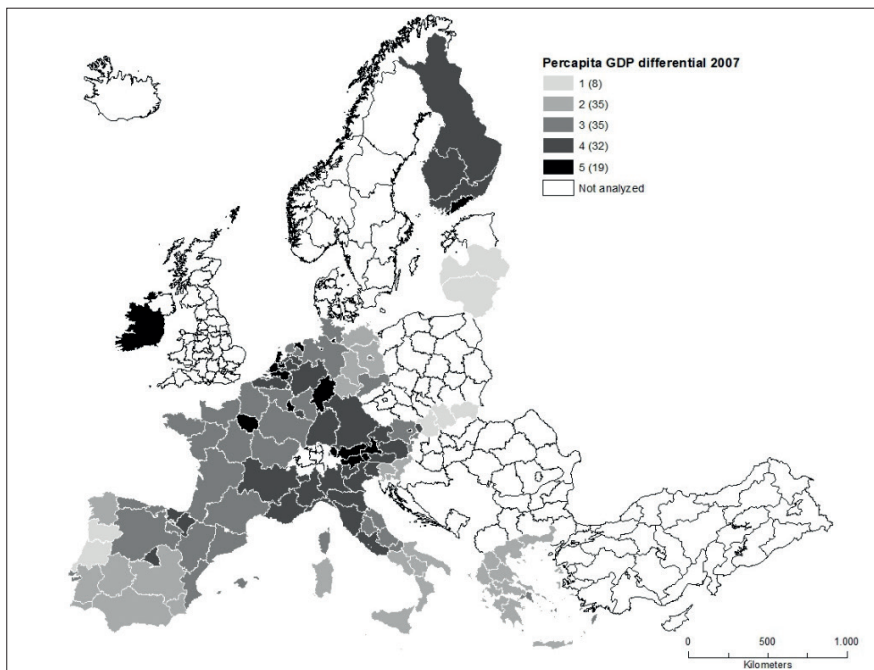 Percapita GDP differential 2007
1 (8)
2 (35)
3 (35)
4 (32)
5 (19)
Not analyzed
0 500 1.000
Kilometers